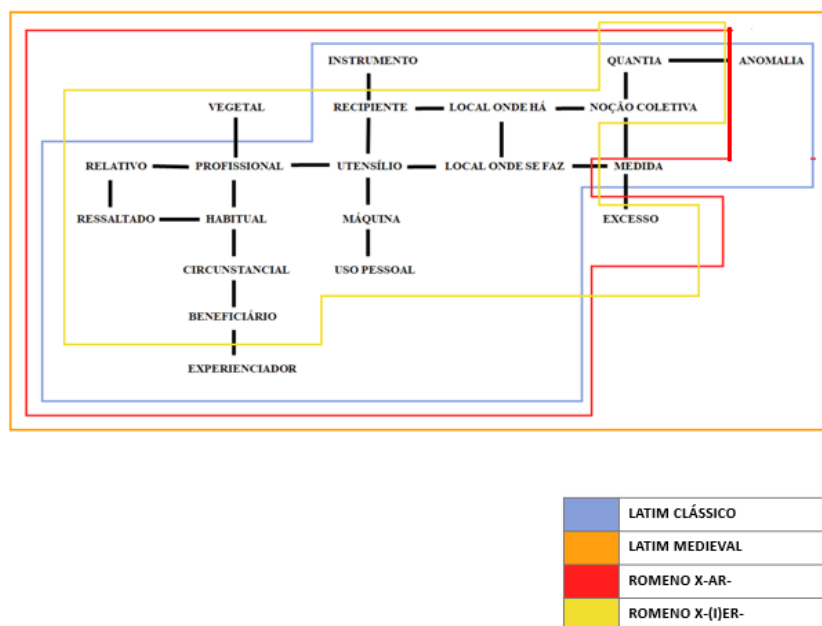 INSTRUMENTO QUANTIA ANOMALIA
VEGETAL RECIPIENTE LOCAL ONDE HÁ NOÇÃO COLETIVA
RELATIVO PROFISSIONAL UTENSÍLIO LOCAL ONDE SE FAZ MEDIDA
RESSALTADO HABITUAL MÁQUINA EXCESSO
CIRCUNSTANCIAL USO PESSOAL
BENEFICIÁRIO
EXPERIENCIADOR
LATIM CLÁSSICO
LATIM MEDIEVAL
ROMENO X-AR-
ROMENO X-(I)ER-